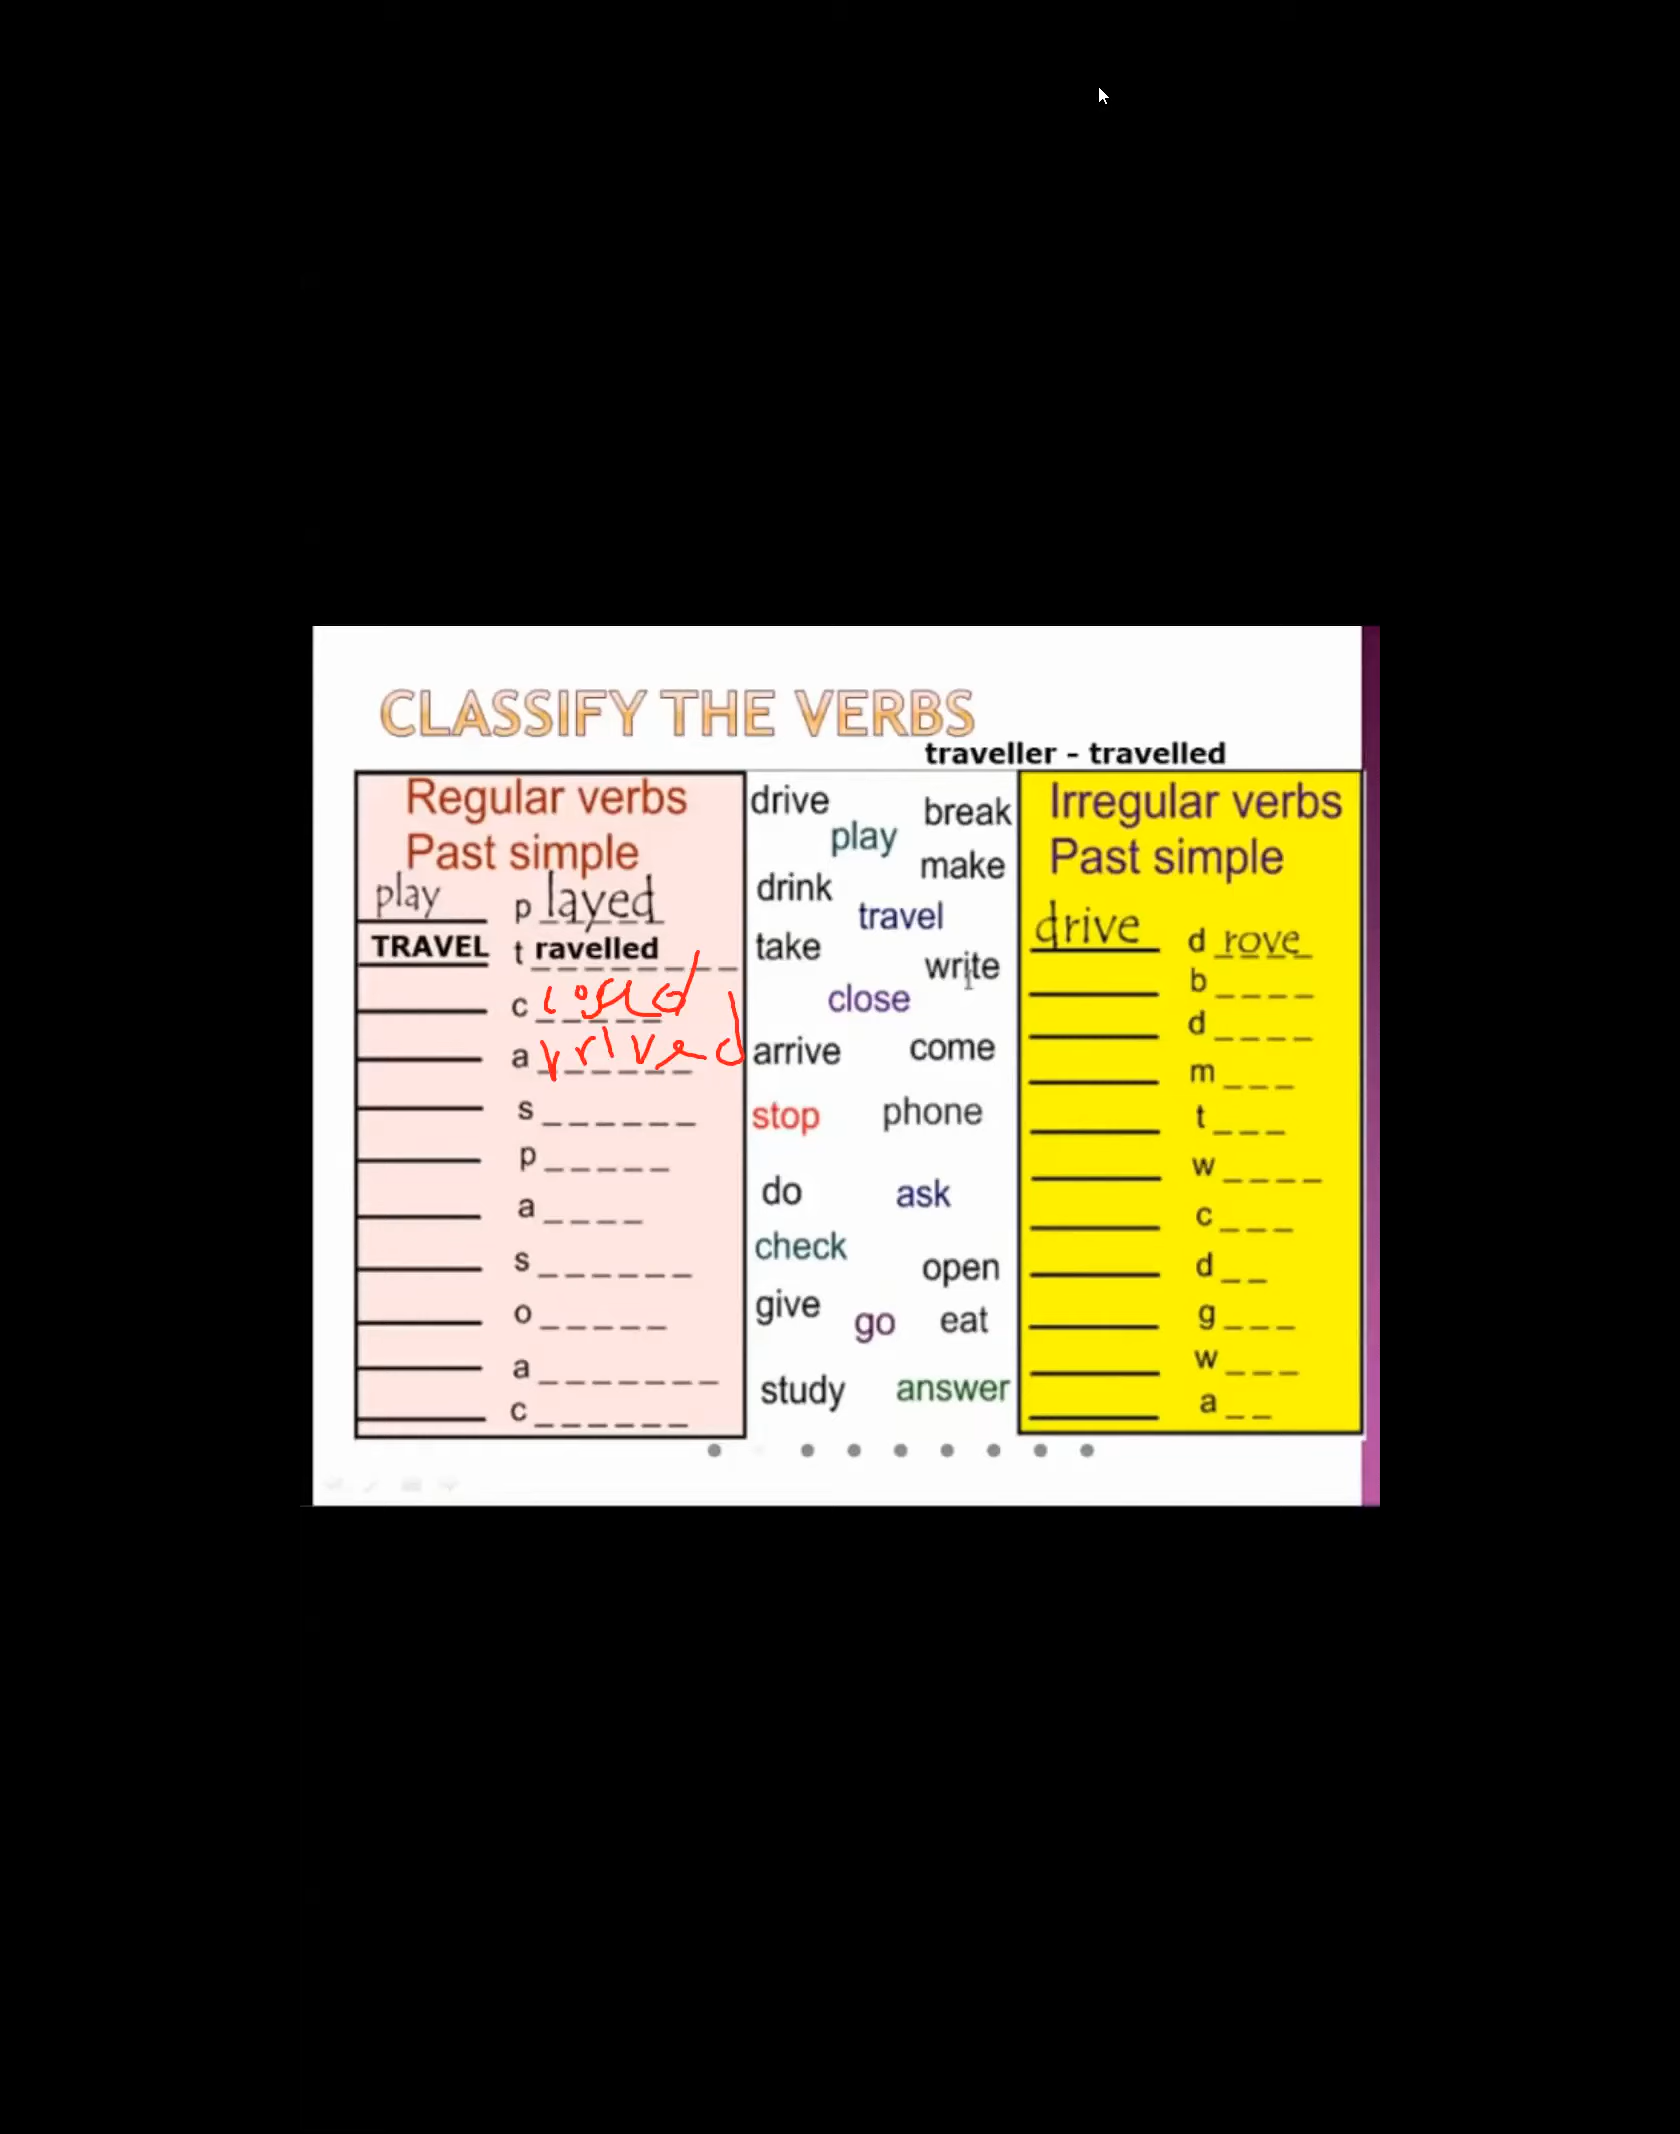 CLASSIFY THE VERBS
traveller - travelled
Regular verbs
Past simple
play p layed
TRAVEL t ravelled
c losed
a rrived
s
p
a
s
o
a
c
drive
break
play
make
drink
travel
take
write
close
arrive
come
stop
phone
do
ask
check
open
give
go
eat
study
answer
Irregular verbs
Past simple
drive d rove
b
d
m
t
w
c
d
g
w
a